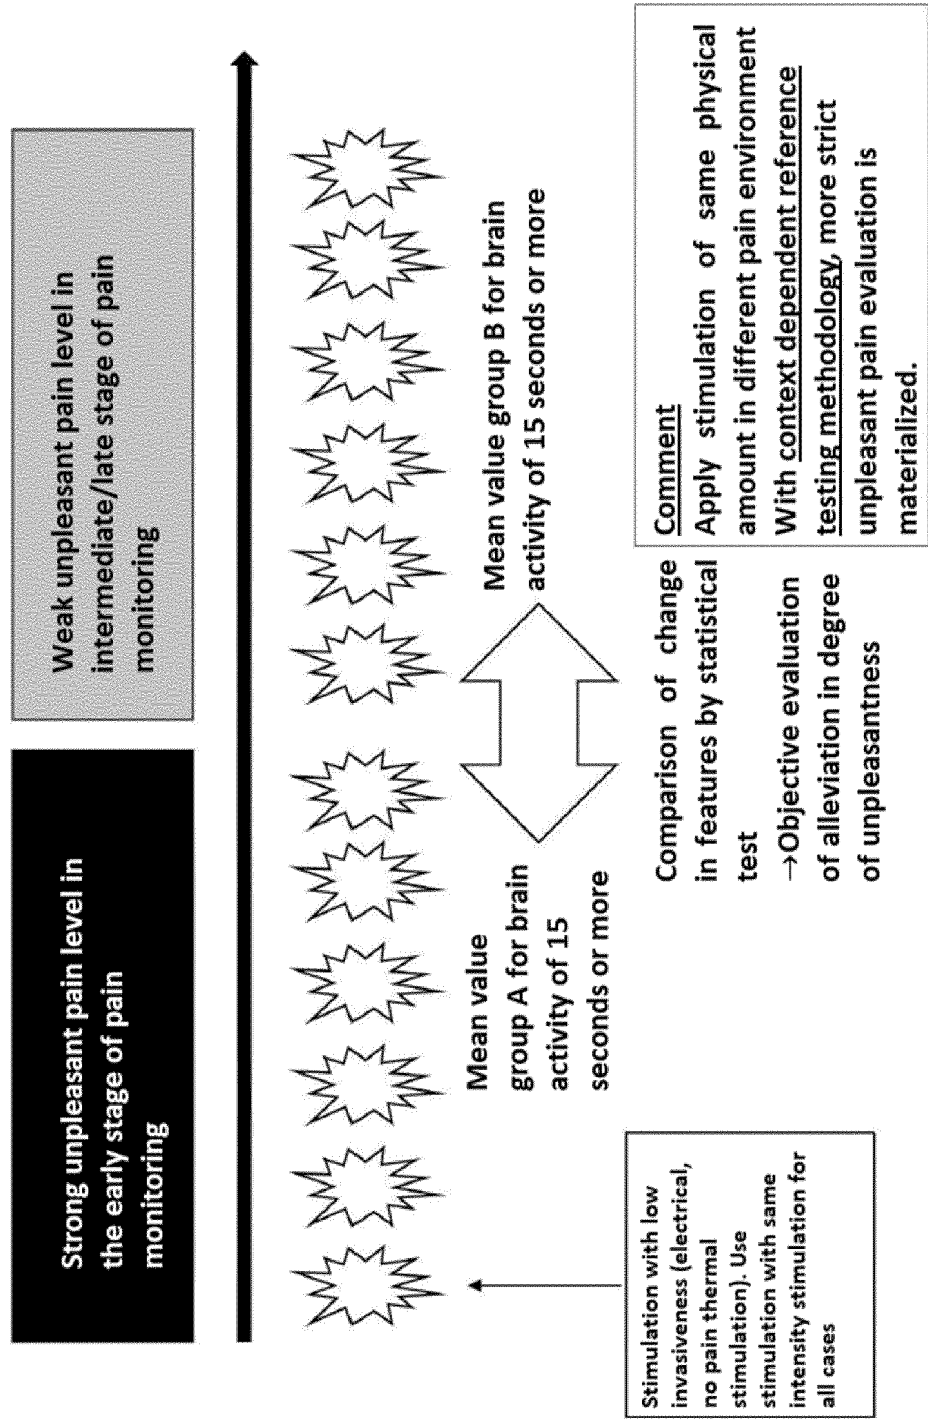 Strong unpleasant pain level in
the early stage of pain
monitoring
Weak unpleasant pain level in
intermediate/late stage of pain
monitoring
Mean value
group A for brain
activity of 15
seconds or more
Mean value group B for brain
activity of 15 seconds or more
Stimulation with low
invasiveness (electrical,
no pain thermal
stimulation). Use
stimulation with same
intensity stimulation for
all cases
Comparison of change
in features by statistical
test
→Objective evaluation
of alleviation in degree
of unpleasantness
Comment
Apply stimulation of same physical
amount in different pain environment
With context dependent reference
testing methodology, more strict
unpleasant pain evaluation is
materialized.